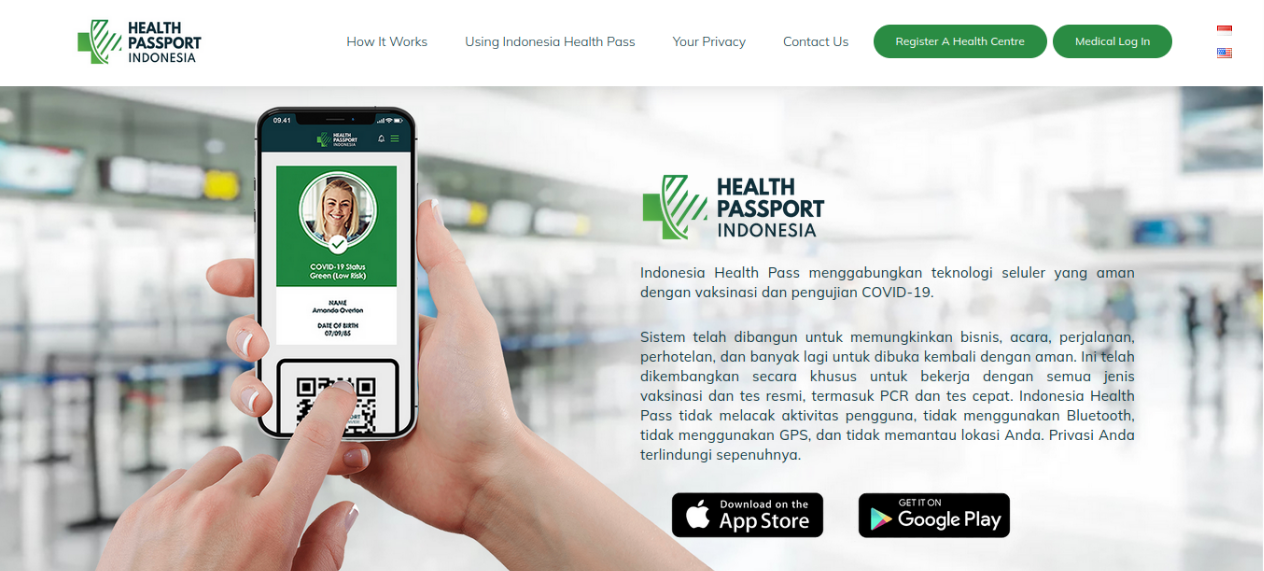 HEALTH
PASSPORT
INDONESIA
How It Works
Using Indonesia Health Pass
Your Privacy
Contact Us
Register A Health Centre
Medical Log In
09.41
HEALTH
PASSPORT
INDONESIA
COVID-19 Status
Green (Low Risk)
NAME
Amanda Overton
DATE OF BIRTH
07/09/85
HEALTH
PASSPORT
INDONESIA
Indonesia Health Pass menggabungkan teknologi seluler yang aman
dengan vaksinasi dan pengujian COVID-19.
Sistem telah dibangun untuk memungkinkan bisnis, acara, perjalanan,
perhotelan, dan banyak lagi untuk dibuka kembali dengan aman. Ini telah
dikembangkan secara khusus untuk bekerja dengan semua jenis
vaksinasi dan tes resmi, termasuk PCR dan tes cepat. Indonesia Health
Pass tidak melacak aktivitas pengguna, tidak menggunakan Bluetooth,
tidak menggunakan GPS, dan tidak memantau lokasi Anda. Privasi Anda
terlindungi sepenuhnya.
Download on the
App Store
GET IT ON
Google Play